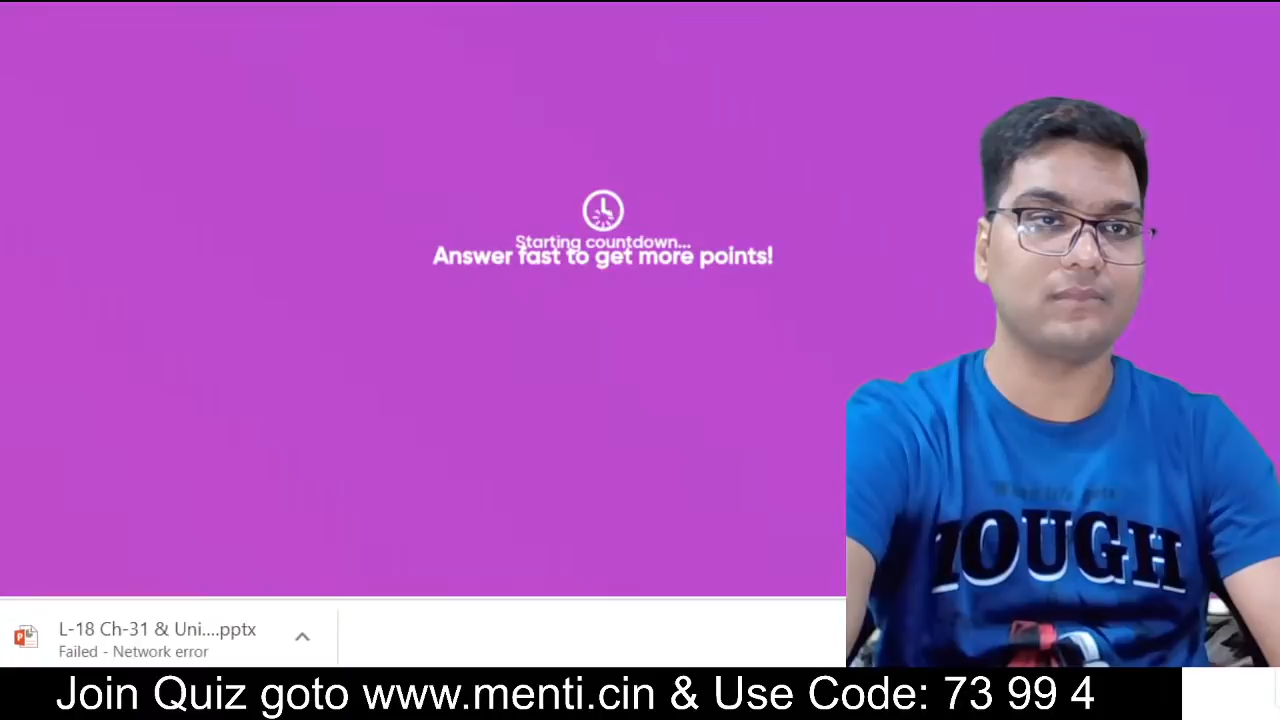 Starting countdown...
Answer fast to get more points!
ROUGH
L-18 Ch-31 & Uni....pptx
Failed - Network error
Join Quiz goto www.menti.cin & Use Code: 73 99 4